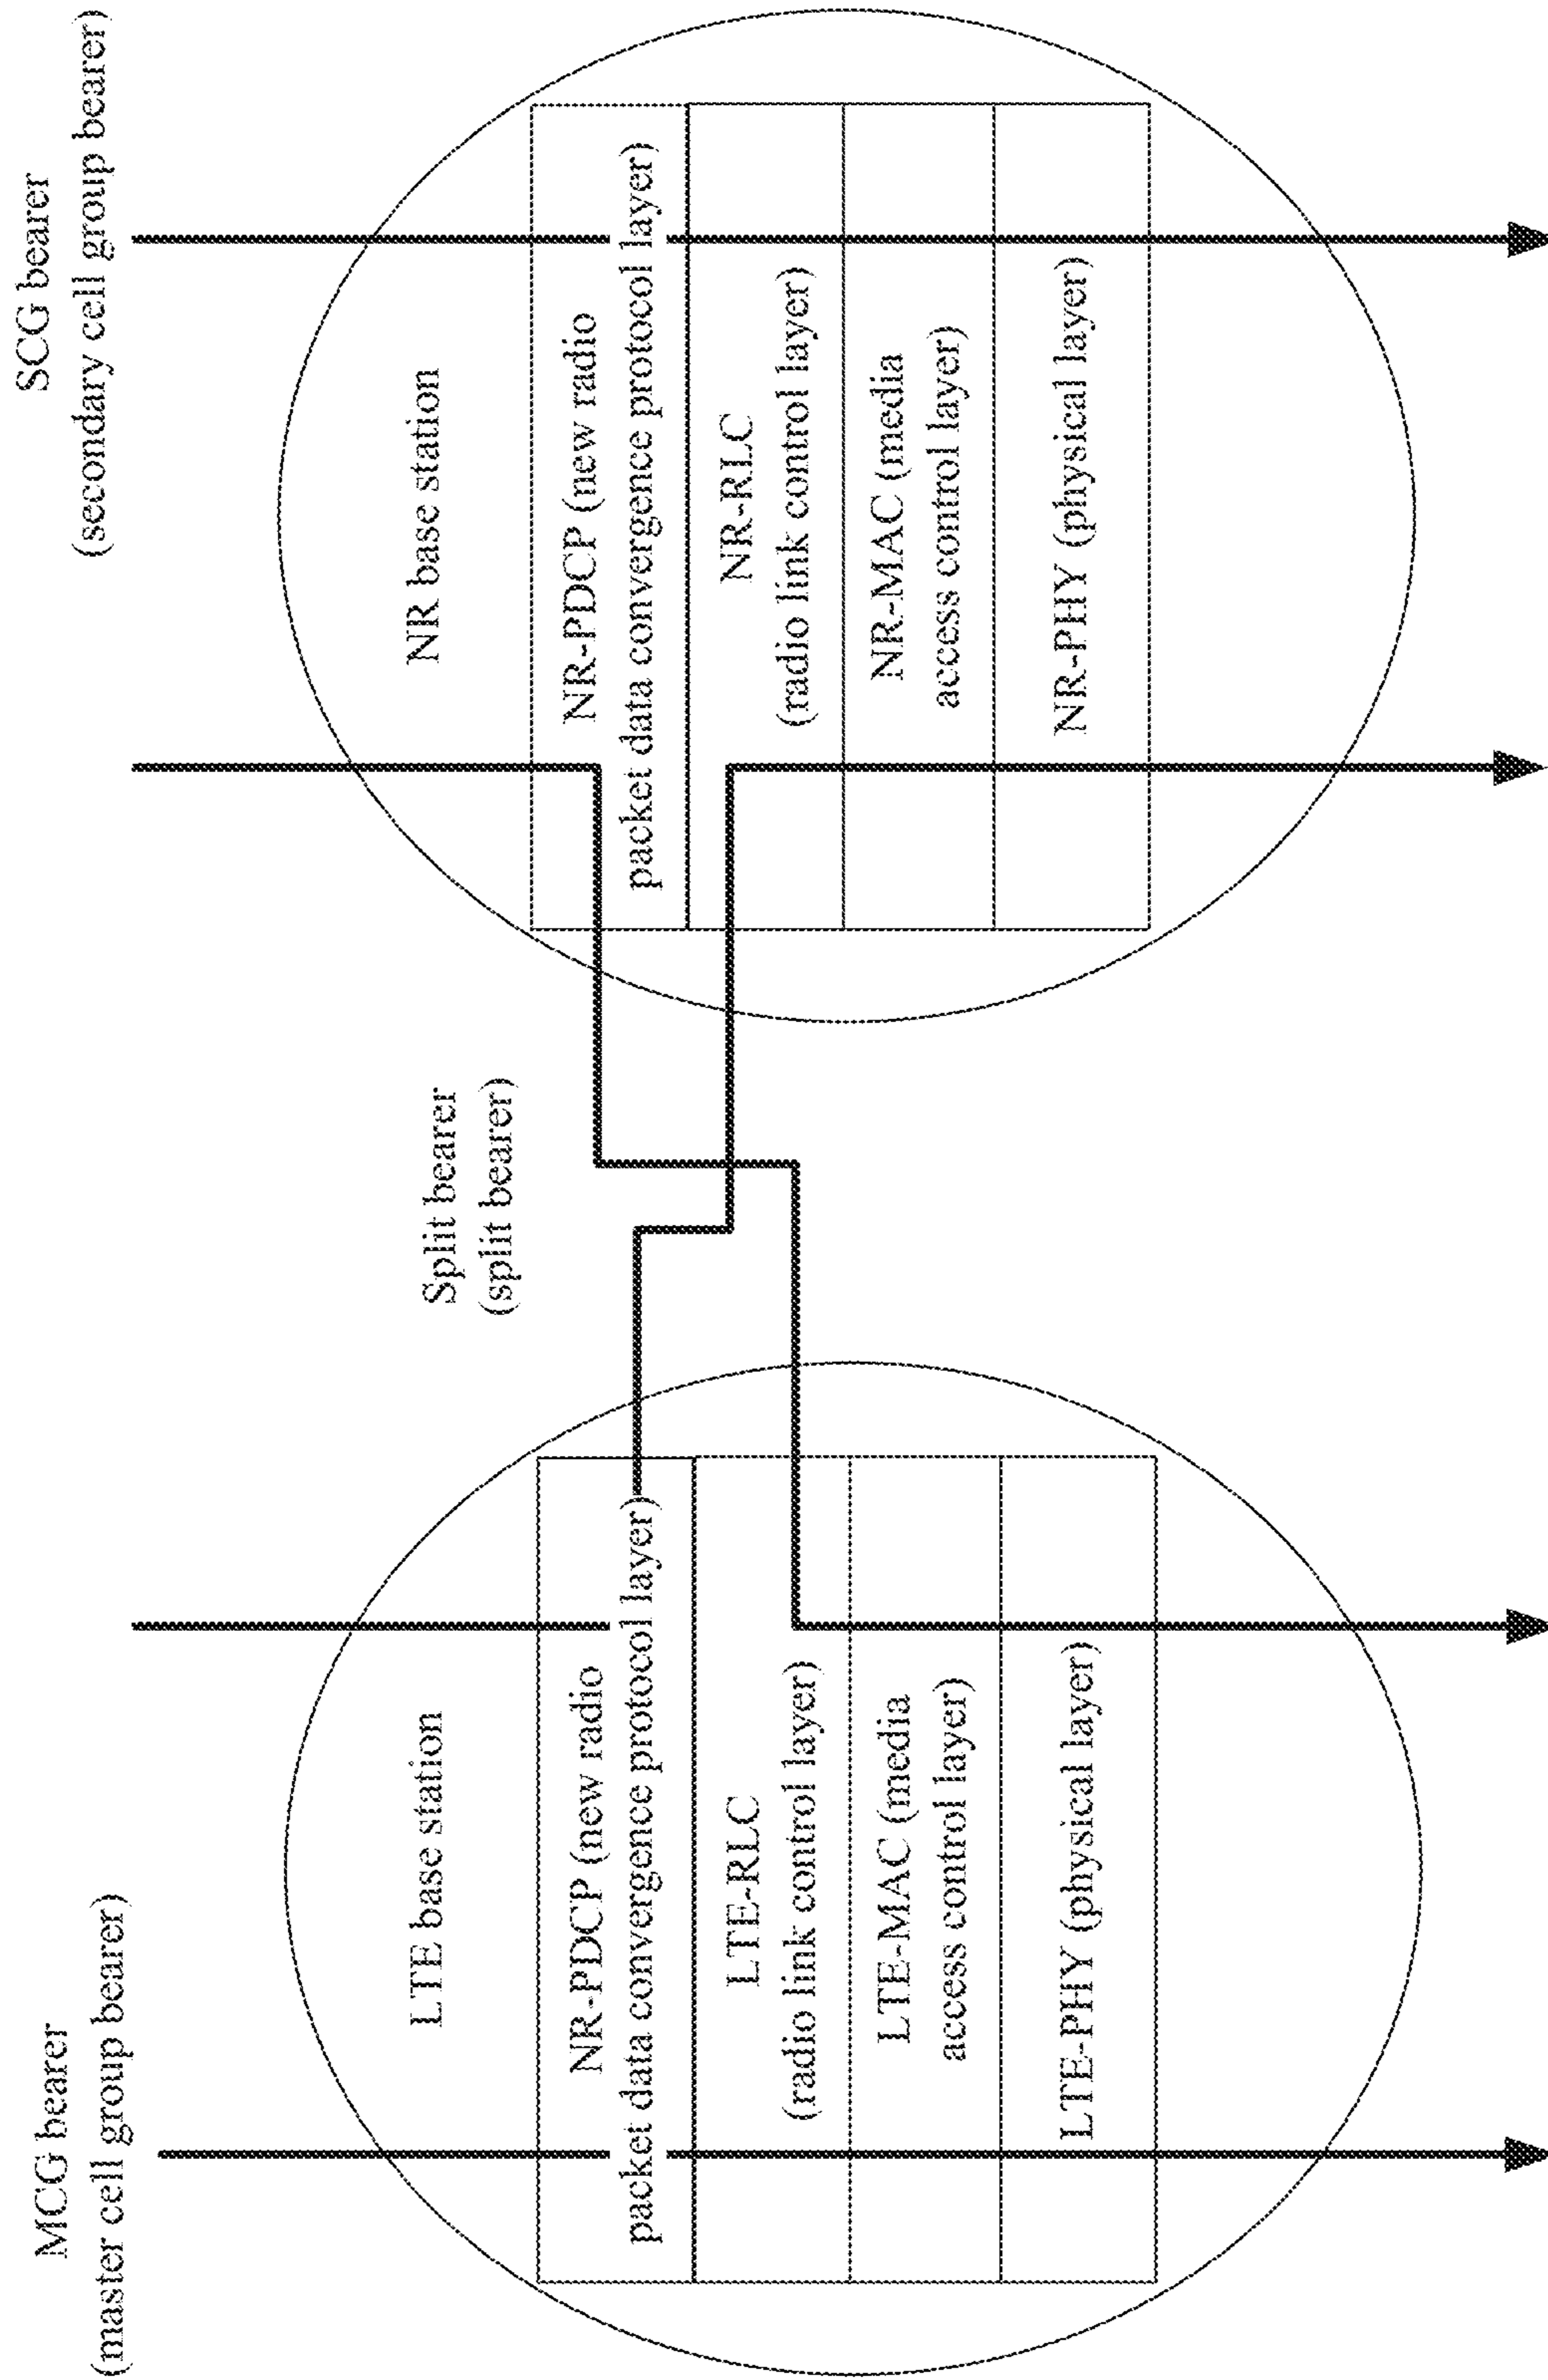 MCG bearer
(master cell group bearer)
LTE base station
NR-PDCP (new radio
packet data convergence protocol layer)
LTE-RLC
(radio link control layer)
LTE-MAC (media
access control layer)
LTE-PHY (physical layer)
Split bearer
(split bearer)
SCG bearer
(secondary cell group bearer)
NR base station
NR-PDCP (new radio
packet data convergence protocol layer)
NR-RLC
(radio link control layer)
NR-MAC (media
access control layer)
NR-PHY (physical layer)